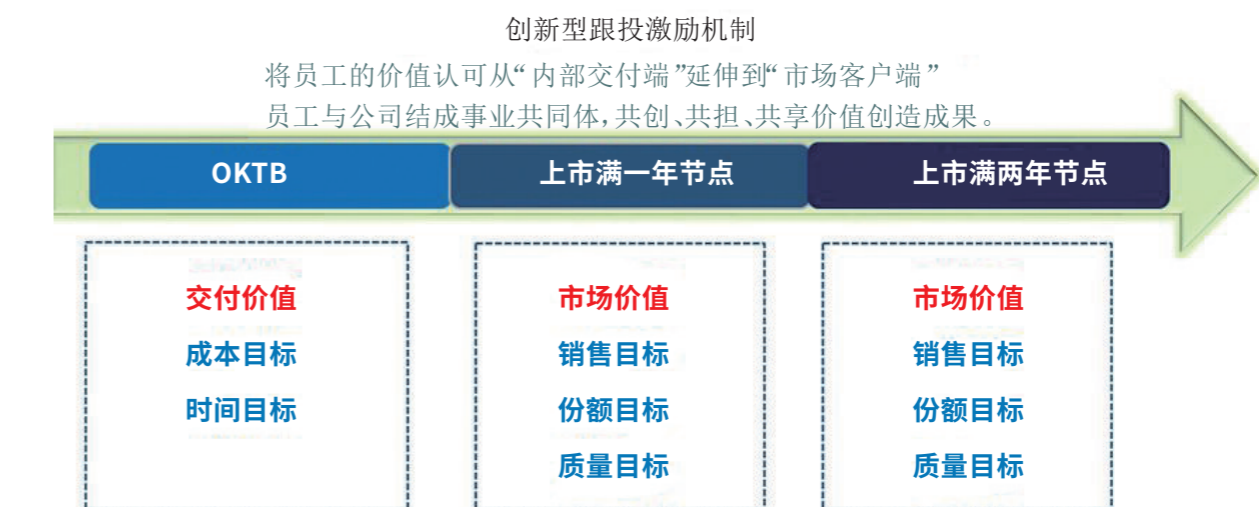 创新型跟投激励机制
将员工的价值认可从“内部交付端”延伸到“市场客户端”
员工与公司结成事业共同体,共创、共担、共享价值创造成果。
OKTB
上市满一年节点
上市满两年节点
交付价值
成本目标
时间目标
市场价值
销售目标
份额目标
质量目标
市场价值
销售目标
份额目标
质量目标